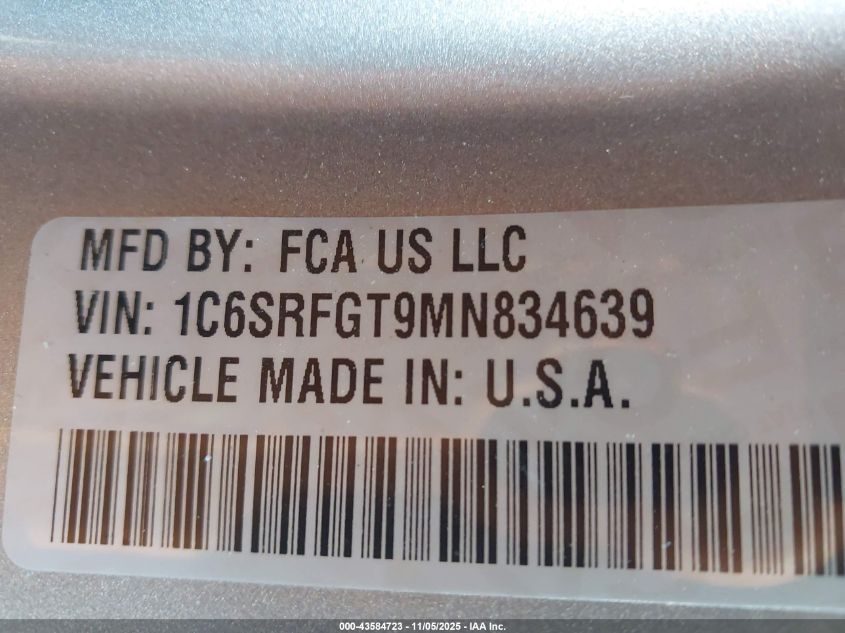 MFD BY: FCA US LLC
VIN: 1C6SRFGT9MN834639
VEHICLE MADE IN: U.S.A.
000-43584723 - 11/05/2025 - IAA Inc.